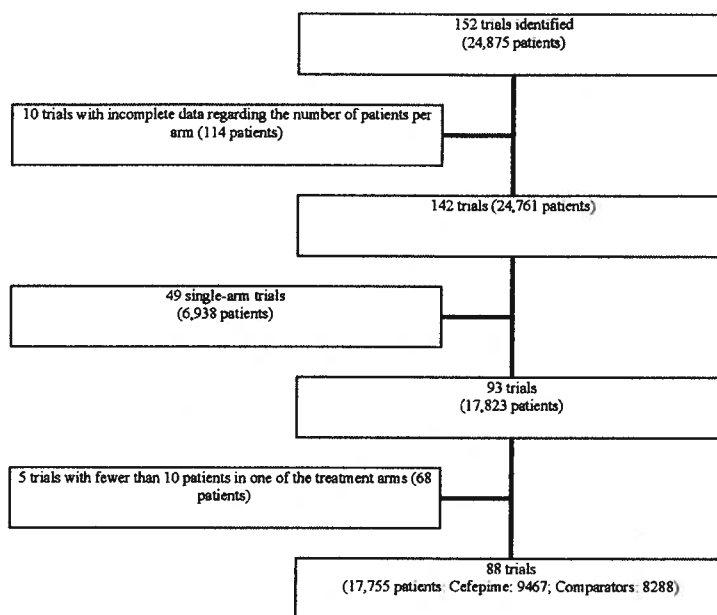 152 trials identified
(24,875 patients)
10 trials with incomplete data regarding the number of patients per
arm (114 patients)
142 trials (24,761 patients)
49 single-arm trials
(6,938 patients)
93 trials
(17,823 patients)
5 trials with fewer than 10 patients in one of the treatment arms (68
patients)
88 trials
(17,755 patients: Cefepime: 9467; Comparators: 8288)